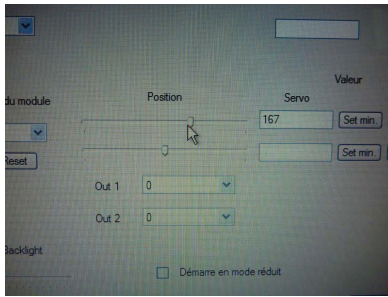 Valeur
du module Position Servo
167 Set min.
Reset Set min.
Out 1 0
Out 2 0
Backlight
Démarre en mode réduit